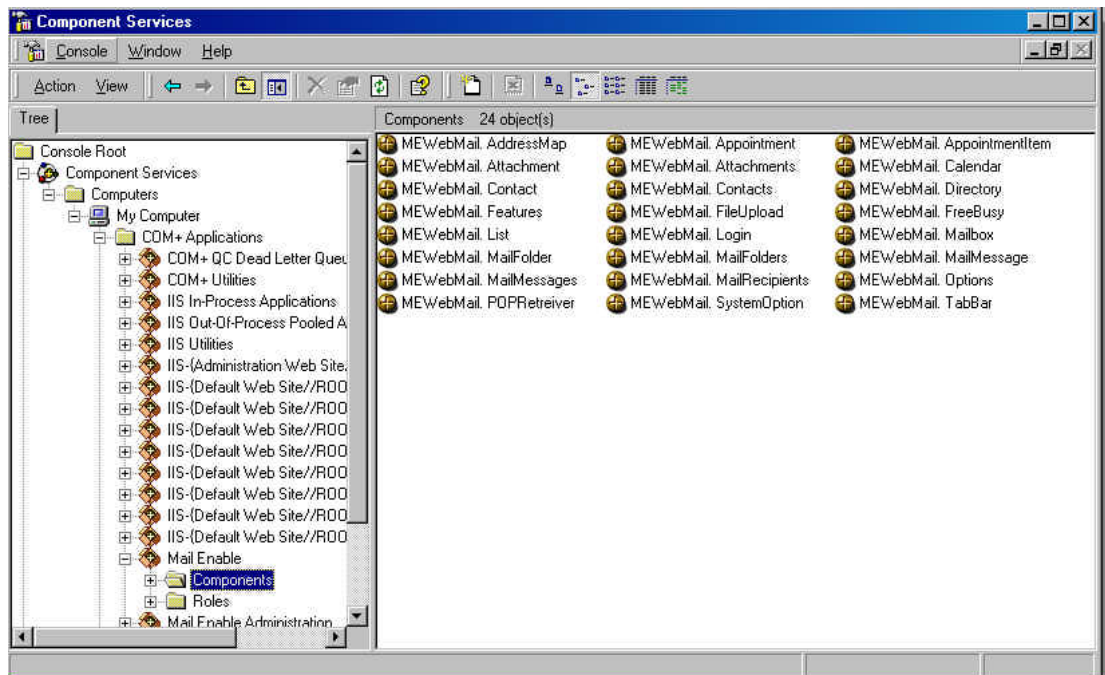 Component Services
Console Window Help
Action View
Tree
Components 24 object(s)
Console Root
Component Services
Computers
My Computer
COM+ Applications
COM+ QC Dead Letter Queu
COM+ Utilities
IIS In-Process Applications
IIS Out-Of-Process Pooled A
IIS Utilities
IIS-{Administration Web Site.
IIS-{Default Web Site//ROO
IIS-{Default Web Site//ROO
IIS-{Default Web Site//ROO
IIS-{Default Web Site//ROO
IIS-{Default Web Site//ROO
IIS-{Default Web Site//ROO
IIS-{Default Web Site//ROO
IIS-{Default Web Site//ROO
Mail Enable
Components
Roles
Mail Enable Administration
MEWebMail. AddressMap MEWebMail. Appointment MEWebMail. AppointmentItem
MEWebMail. Attachment MEWebMail. Attachments MEWebMail. Calendar
MEWebMail. Contact MEWebMail. Contacts MEWebMail. Directory
MEWebMail. Features MEWebMail. FileUpload MEWebMail. FreeBusy
MEWebMail. List MEWebMail. Login MEWebMail. Mailbox
MEWebMail. MailFolder MEWebMail. MailFolders MEWebMail. MailMessage
MEWebMail. MailMessages MEWebMail. MailRecipients MEWebMail. Options
MEWebMail. POPRetreiver MEWebMail. SystemOption MEWebMail. TabBar